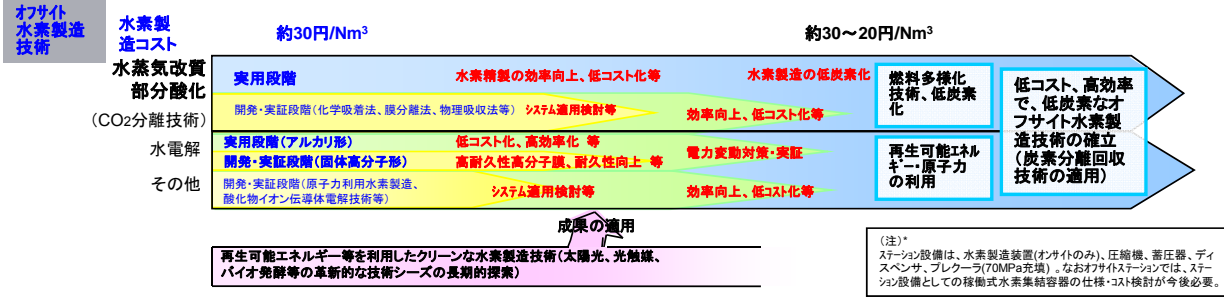 オフサイト
水素製造
技術
水素製
造コスト
約30円/Nm3
約30～20円/Nm3
水蒸気改質
部分酸化
（CO2分離技術）
水電解
その他
実用段階
水素精製の効率向上、低コスト化等
水素製造の低炭素化
開発・実証段階（化学吸着法、膜分離法、物理吸収法等）
システム適用検討等
効率向上、低コスト化等
実用段階（アルカリ形）
低コスト化、高効率化 等
開発・実証段階（固体高分子形）
高耐久性高分子膜、耐久性向上 等
電力変動対策・実証
開発・実証段階（原子力利用水素製造、
酸化物イオン伝導体電解技術等）
システム適用検討等
効率向上、低コスト化等
燃料多様化
技術、低炭素
化
再生可能エネル
ギー・原子力
の利用
低コスト、高効率
で、低炭素なオ
フサイト水素製
造技術の確立
（炭素分離回収
技術の適用）
成果の適用
再生可能エネルギー等を利用したクリーンな水素製造技術（太陽光、光触媒、
バイオ発酵等の革新的な技術シーズの長期的探索）
（注）*
ステーション設備は、水素製造装置(オンサイトのみ)、圧縮機、蓄圧器、ディ
スペンサ、プレクーラ(70MPa充填) 。なおオフサイトステーションでは、ステー
ション設備としての稼働式水素集結容器の仕様・コスト検討が今後必要。